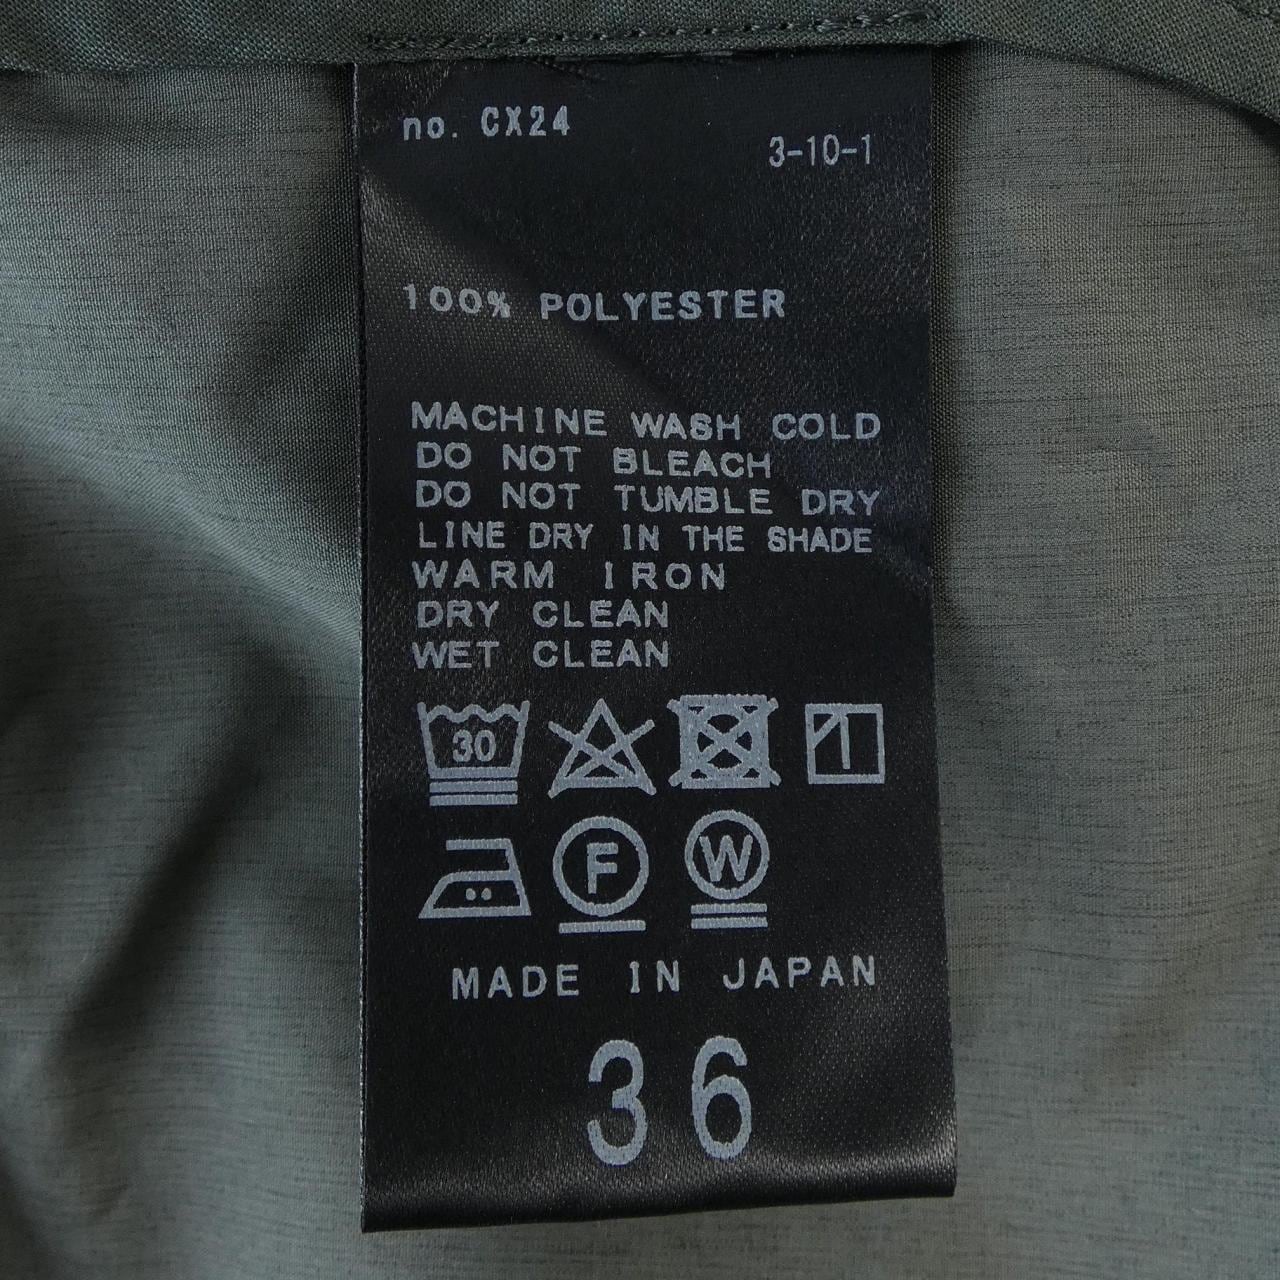 no. CX24
3-10-1
100% POLYESTER
MACHINE WASH COLD
DO NOT BLEACH
DO NOT TUMBLE DRY
LINE DRY IN THE SHADE
WARM IRON
DRY CLEAN
WET CLEAN
30
F W
MADE IN JAPAN
36